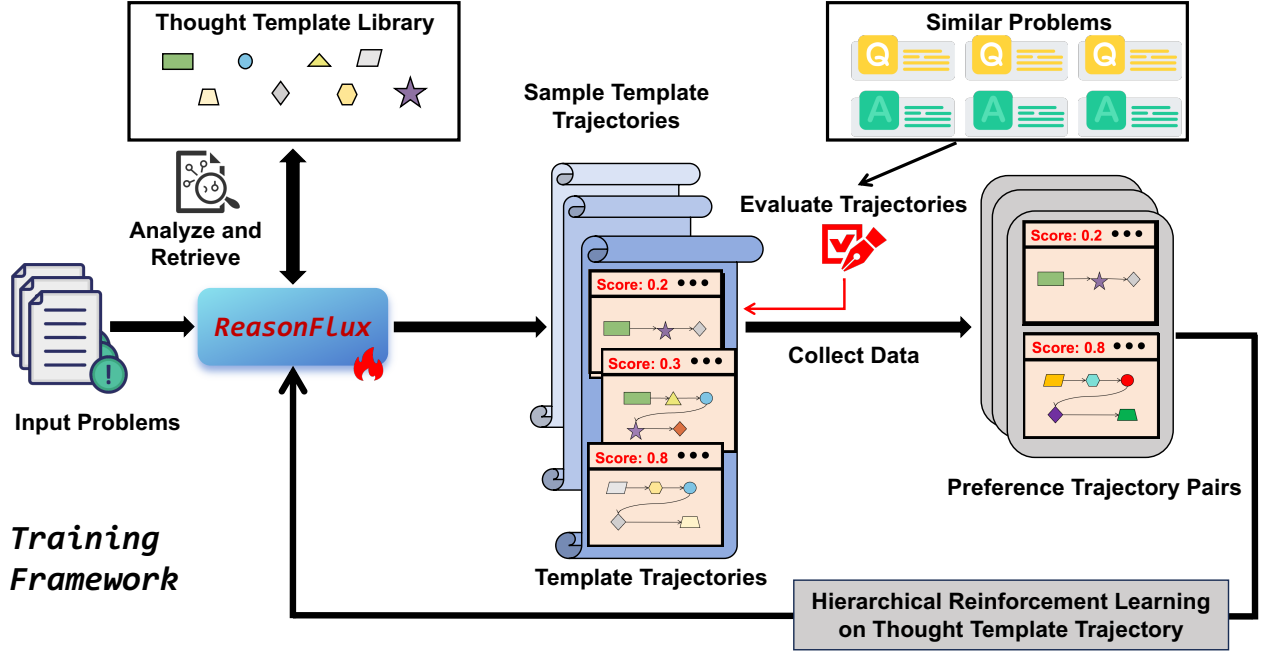 Thought Template Library
Similar Problems
Q
Q
Q
A
A
A
Sample Template
Trajectories
Analyze and
Retrieve
Evaluate Trajectories
Input Problems
ReasonFlux
Score: 0.2
Score: 0.3
Score: 0.8
Template Trajectories
Collect Data
Score: 0.2
Score: 0.8
Preference Trajectory Pairs
Training
Framework
Hierarchical Reinforcement Learning
on Thought Template Trajectory